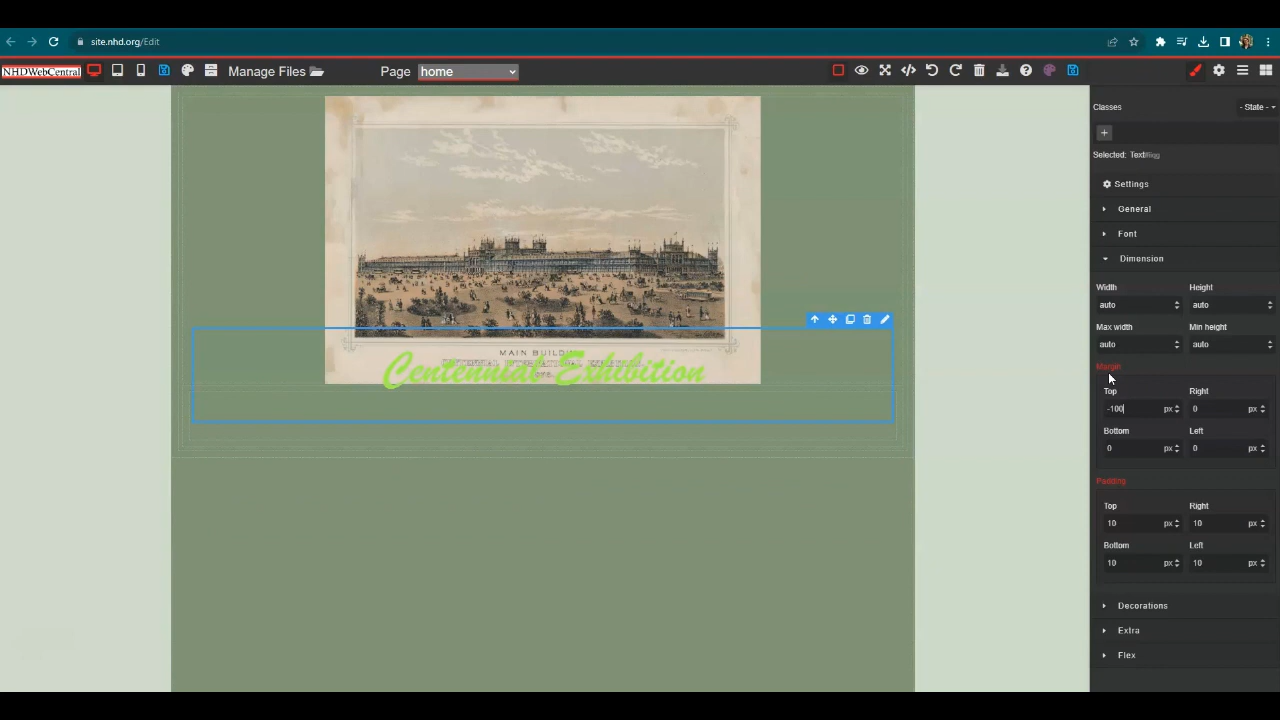 site.nhd.org/Edit
NHDWebCentral Manage Files Page home
Classes - State -
+
Selected: Text
Settings
General
Font
Dimension
Width Height
auto auto
Max width Min height
auto auto
Margin
Top Right
-100 px 0 px
Bottom Left
0 px 0 px
Padding
Top Right
10 px 10 px
Bottom Left
10 px 10 px
Decorations
Extra
Flex
MAIN BUILDING
Centennial Exhibition